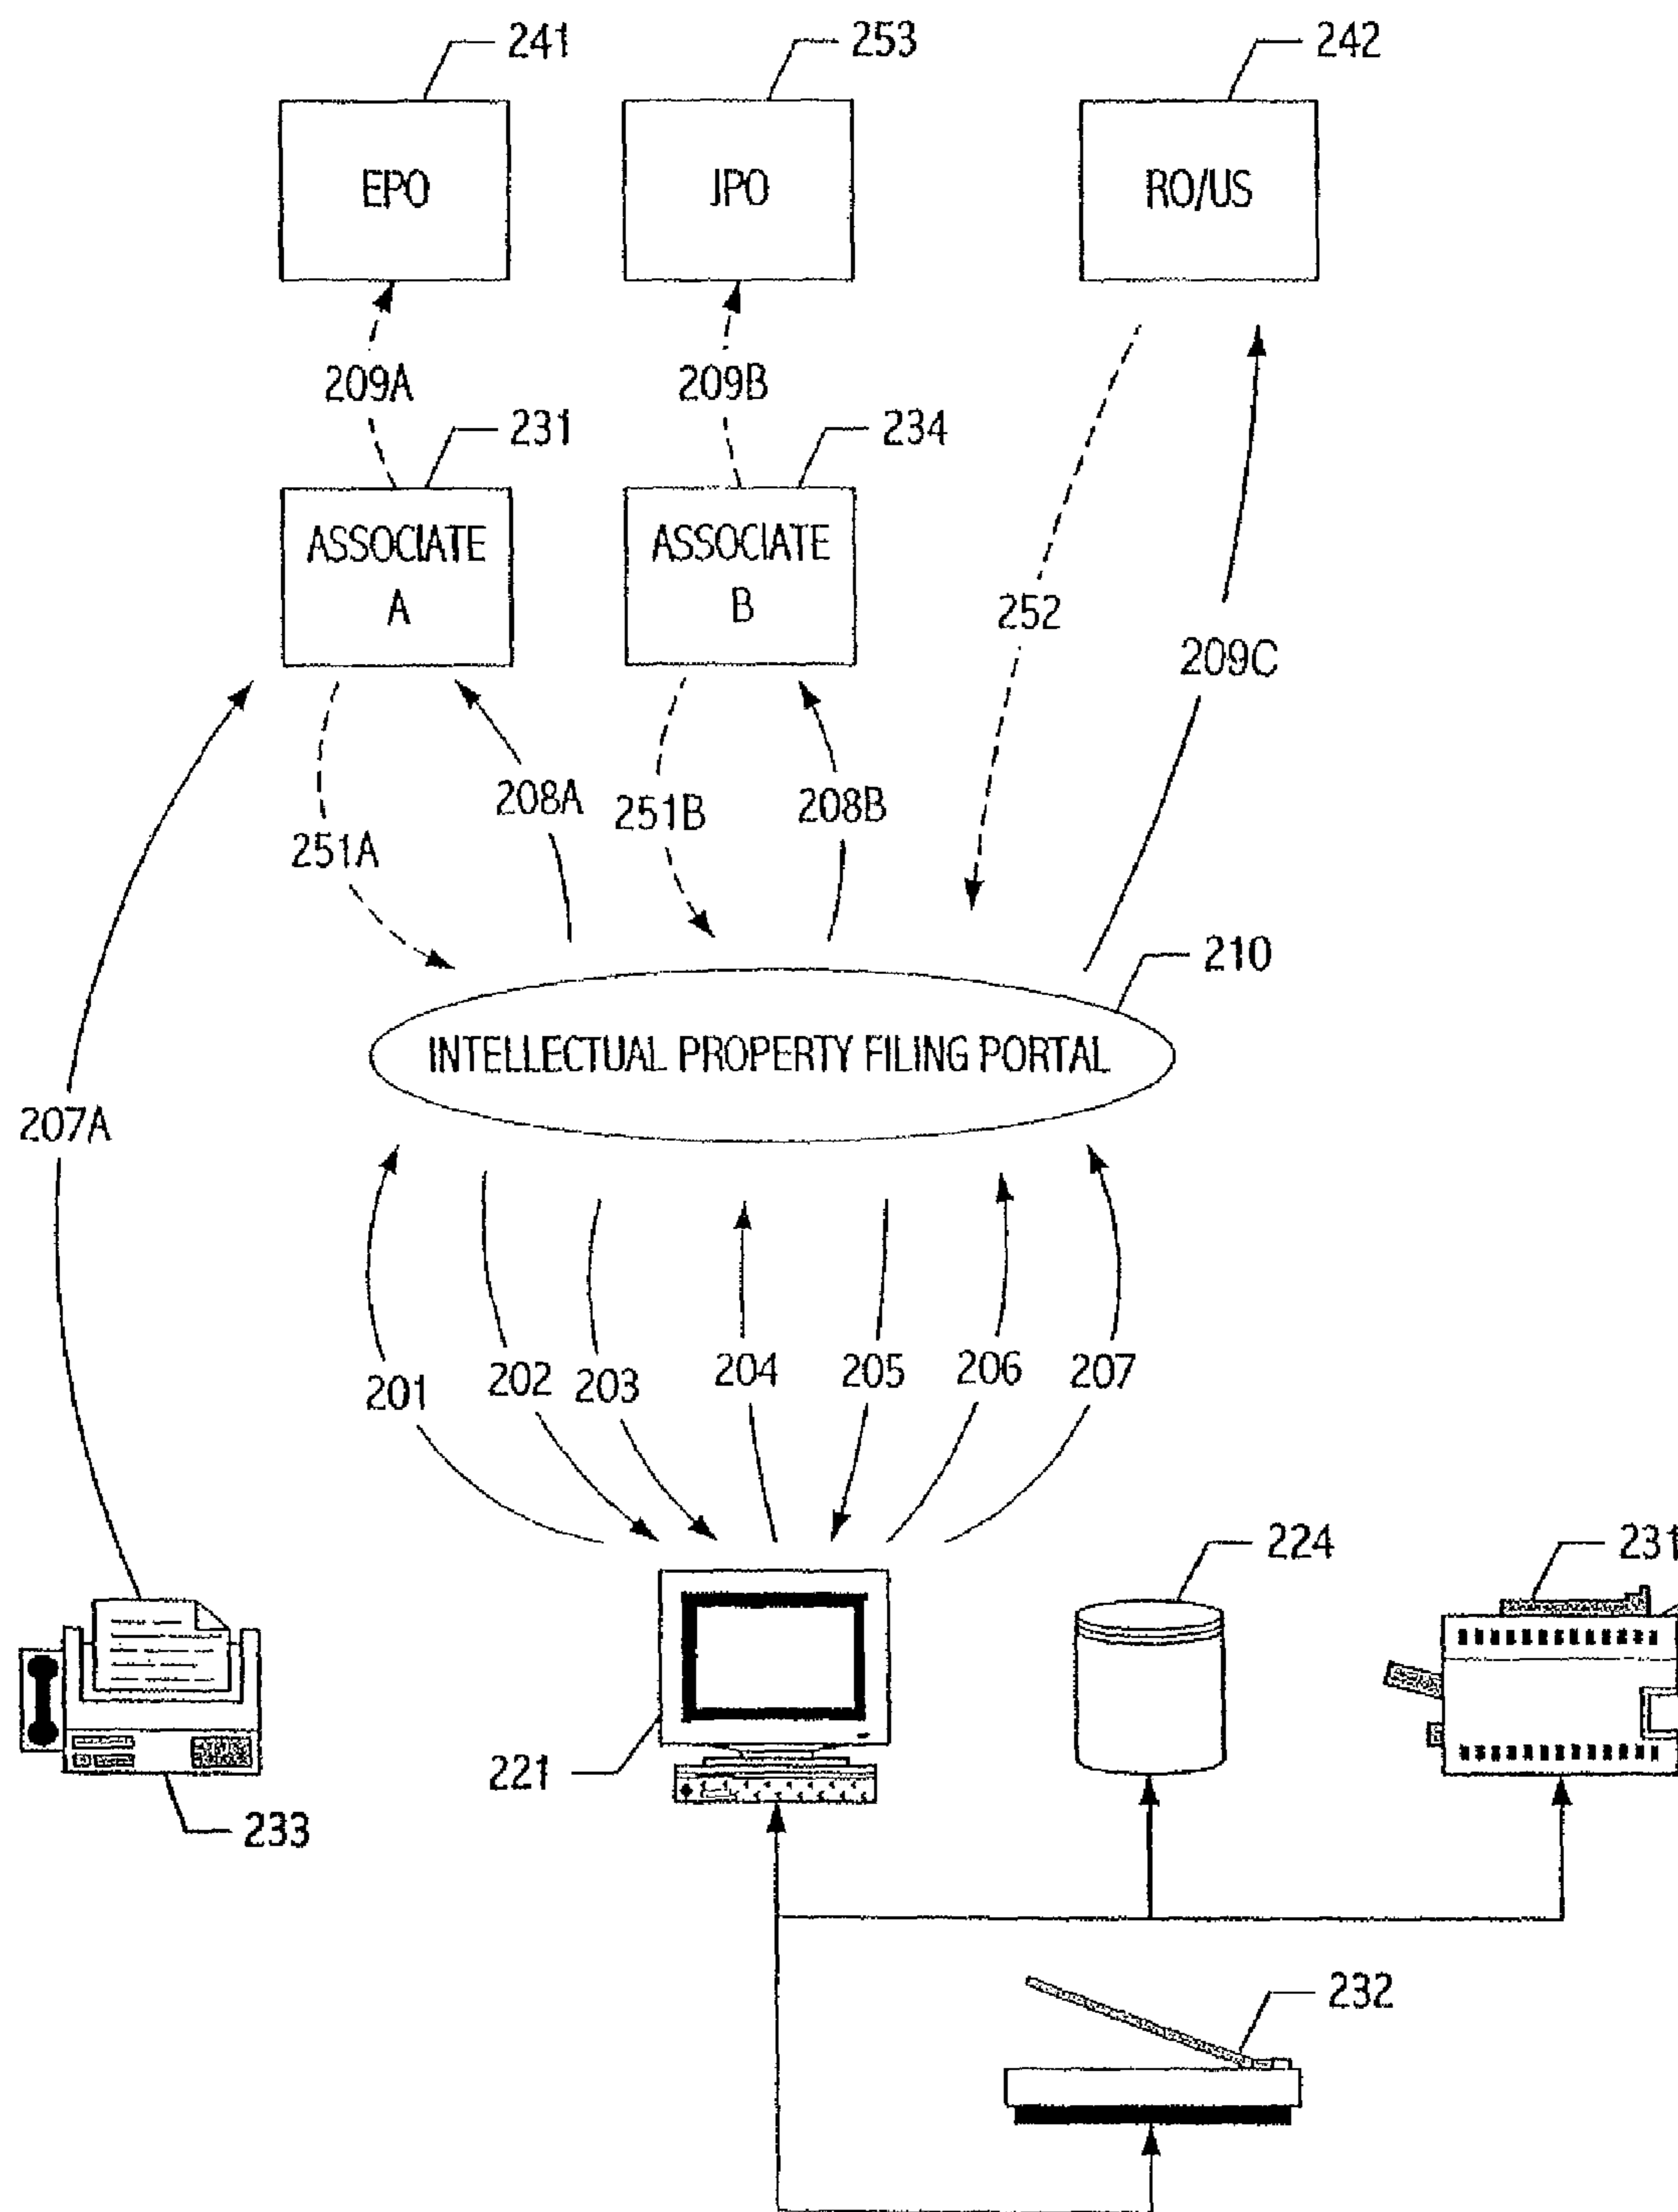 241
253
242
EPO
JPO
RO/US
209A
209B
231
234
ASSOCIATE
A
ASSOCIATE
B
252
209C
208A
251B
208B
251A
210
INTELLECTUAL PROPERTY FILING PORTAL
207A
201
202
203
204
205
206
207
224
231
221
233
232